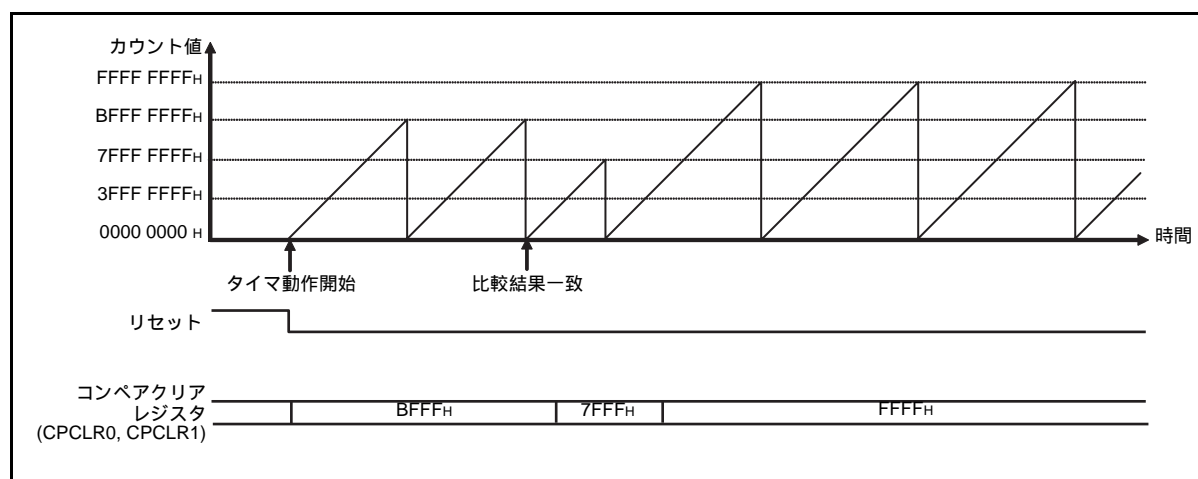 カウント値
FFFF FFFFH
BFFF FFFFH
7FFF FFFFH
3FFF FFFFH
0000 0000 H
時間
タイマ動作開始
比較結果一致
リセット
コンペアクリア
レジスタ
(CPCLR0, CPCLR1)
BFFFH
7FFFH
FFFFH